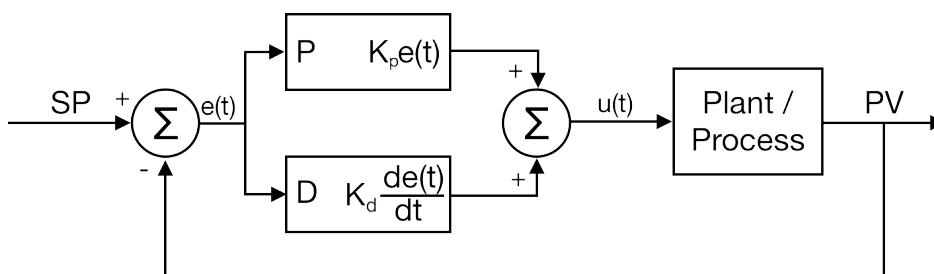 SP
+
-
Σ
e(t)
P Kₚe(t)
D K_d de(t)/dt
+
+
Σ
u(t)
Plant /
Process
PV